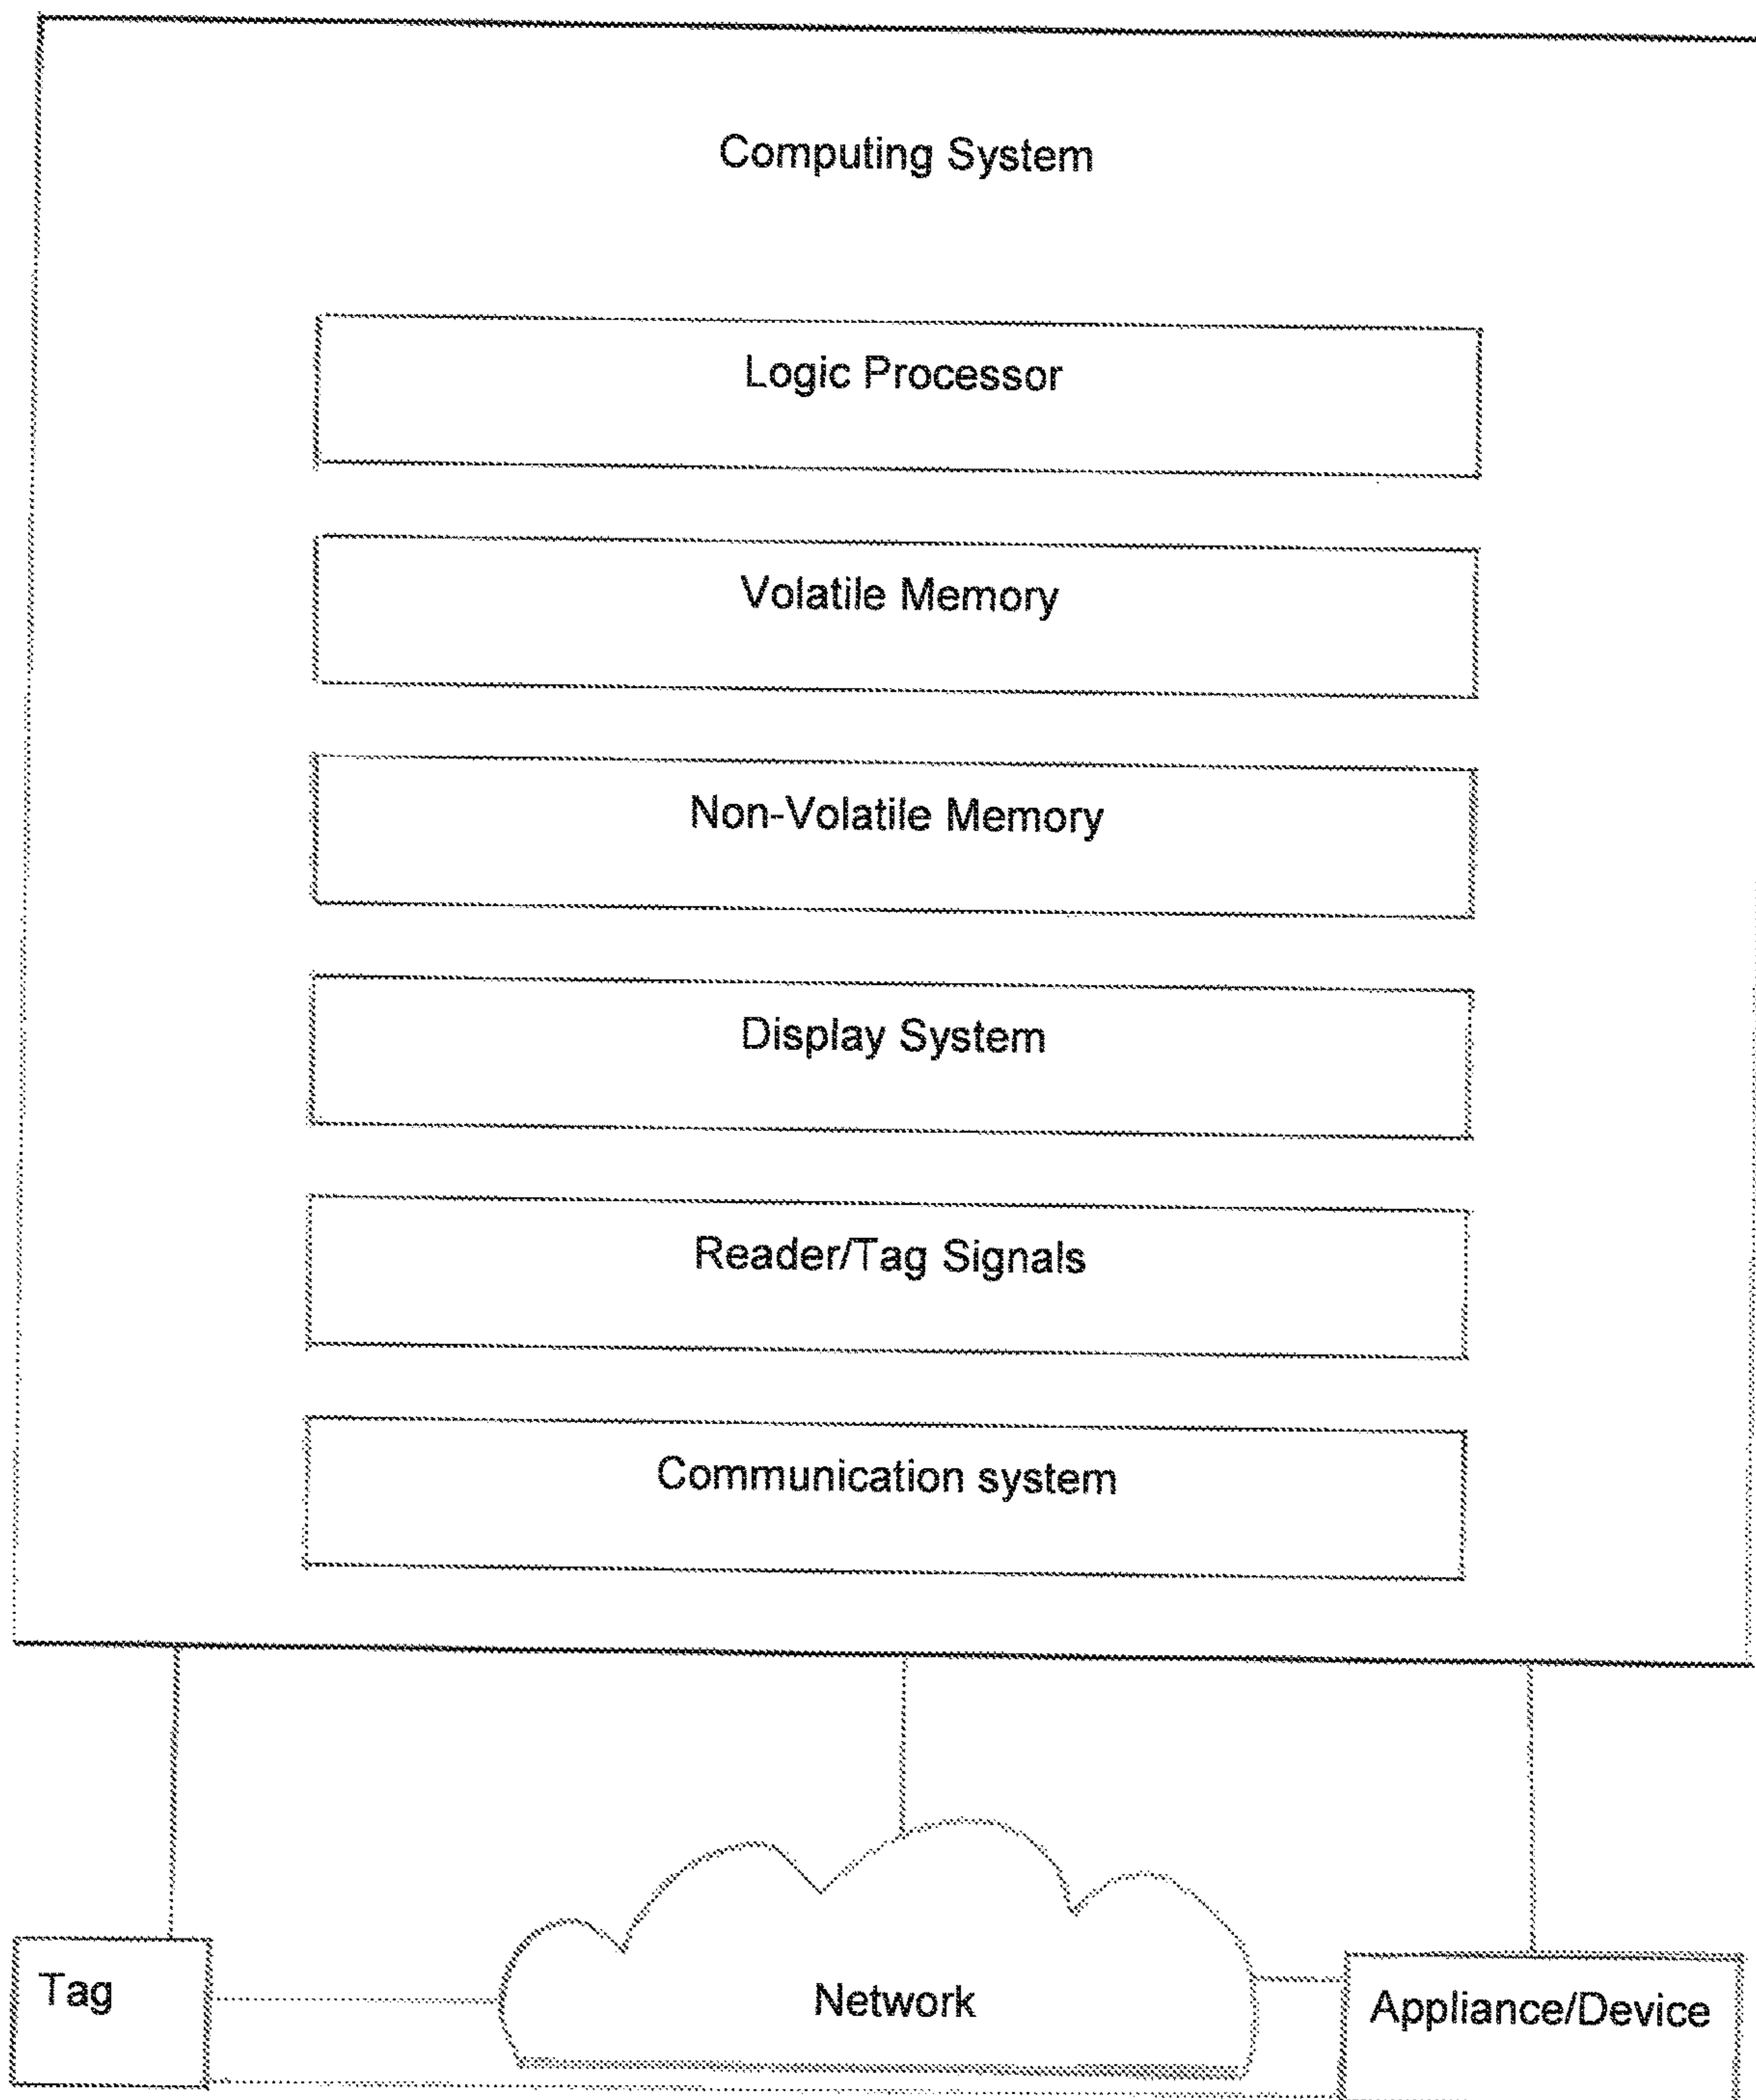 Computing System
Logic Processor
Volatile Memory
Non-Volatile Memory
Display System
Reader/Tag Signals
Communication system
Tag
Network
Appliance/Device